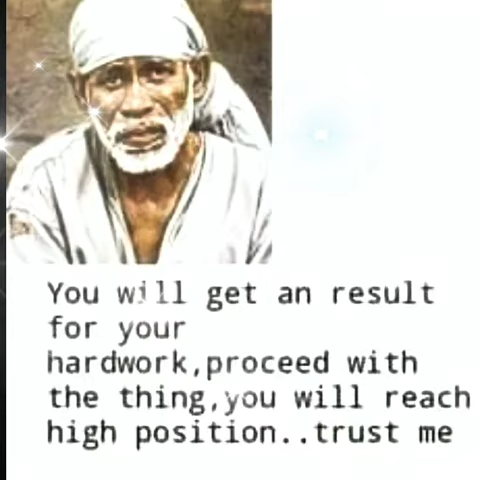 You will get an result
for your
hardwork,proceed with
the thing,you will reach
high position..trust me